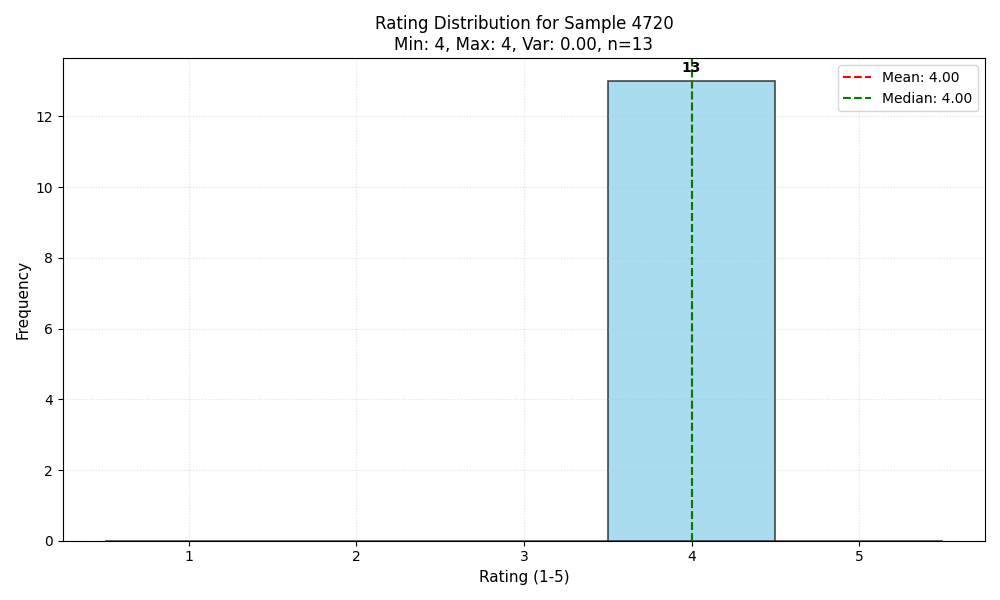 Rating Distribution for Sample 4720
Min: 4, Max: 4, Var: 0.00, n=13
13
Mean: 4.00
Median: 4.00
Frequency
12
10
8
6
4
2
0
1 2 3 4 5
Rating (1-5)